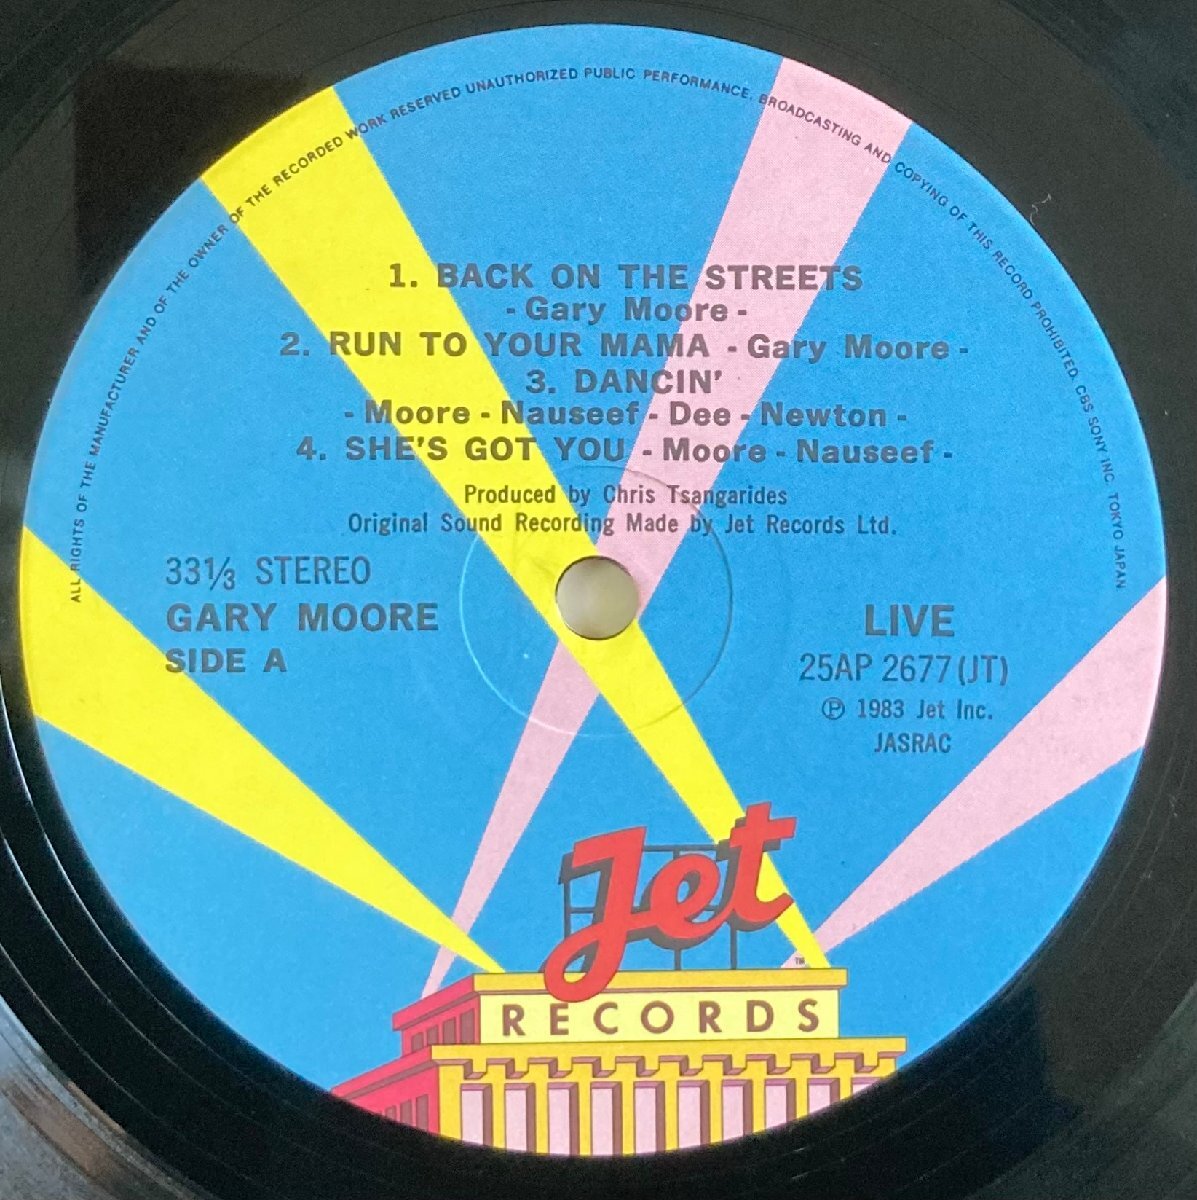 ALL RIGHTS OF THE MANUFACTURER AND OF THE OWNER OF THE RECORDED WORK RESERVED UNAUTHORIZED PUBLIC PERFORMANCE, BROADCASTING AND COPYING OF THIS RECORD PROHIBITED. CBS SONY INC. TOKYO JAPAN
1. BACK ON THE STREETS
- Gary Moore -
2. RUN TO YOUR MAMA - Gary Moore -
3. DANCIN'
- Moore - Nauseef - Dee - Newton -
4. SHE'S GOT YOU - Moore - Nauseef -
Produced by Chris Tsangarides
Original Sound Recording Made by Jet Records Ltd.
33⅓ STEREO
GARY MOORE
SIDE A
LIVE
25AP 2677(JT)
℗ 1983 Jet Inc.
JASRAC
Jet
TM
RECORDS